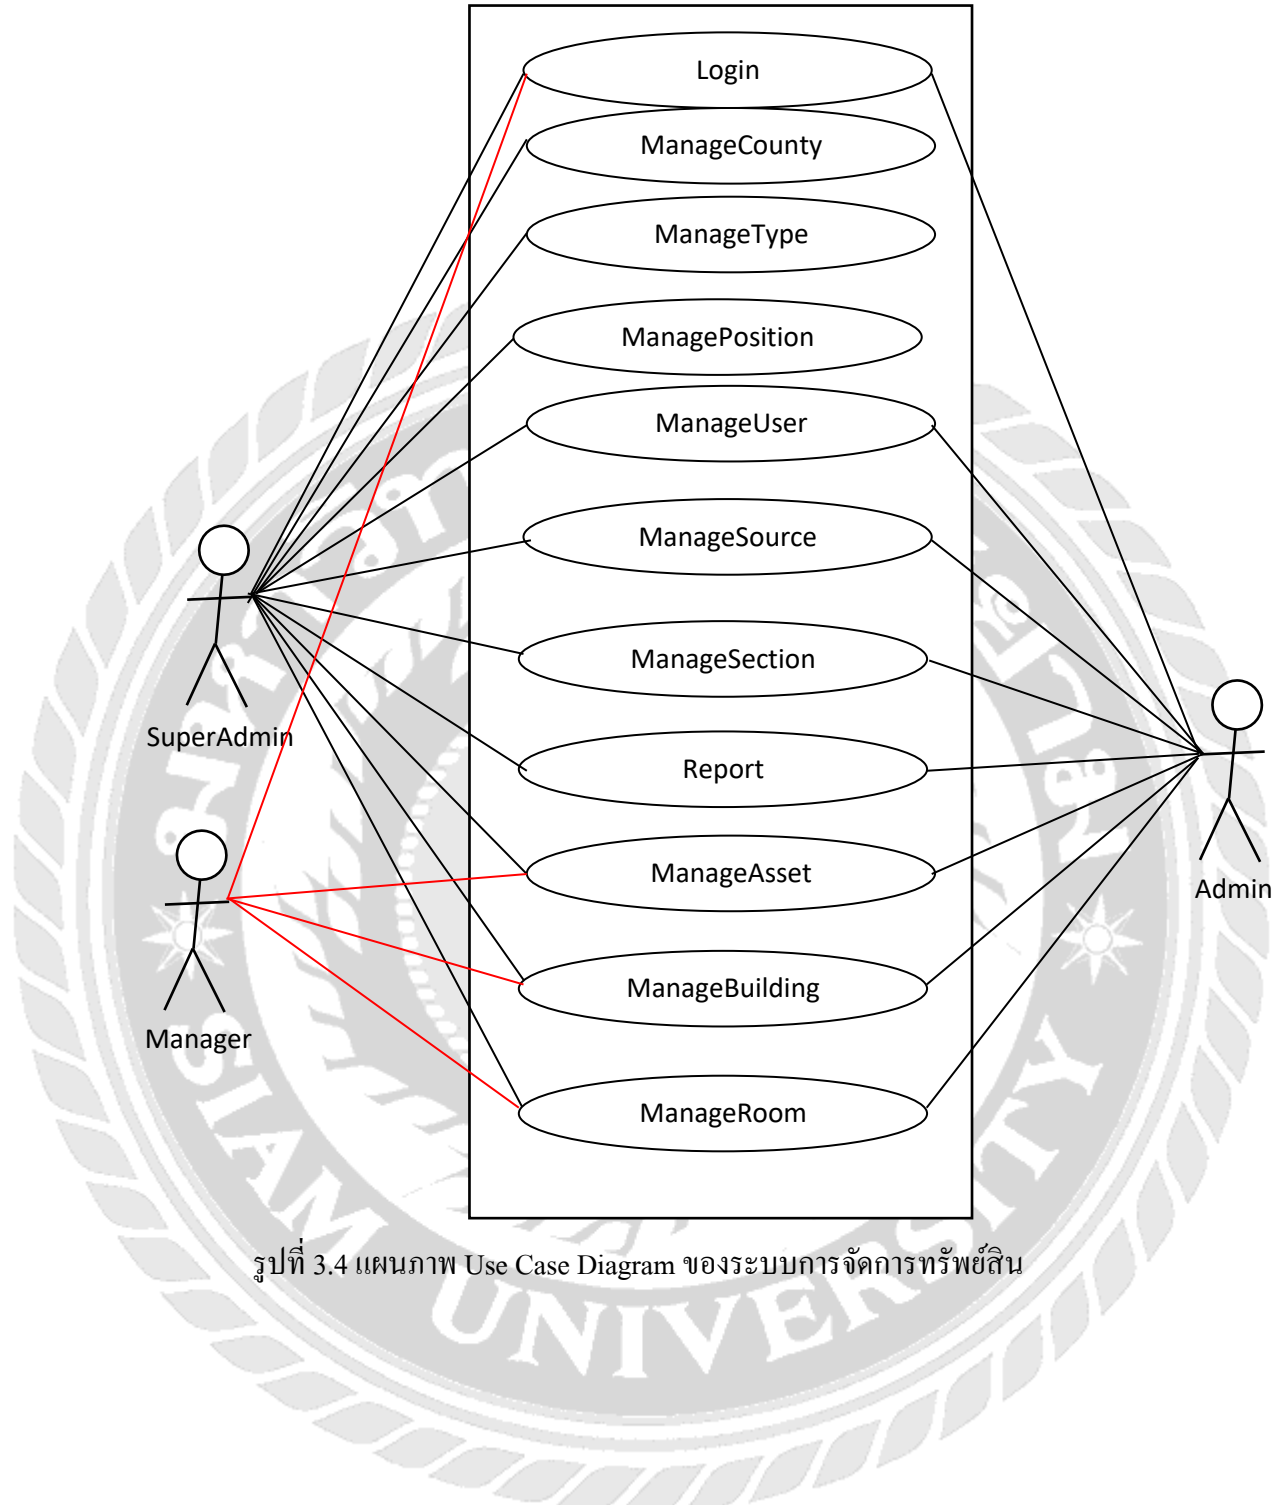 Login
ManageCounty
ManageType
ManagePosition
ManageUser
ManageSource
ManageSection
SuperAdmin
Report
ManageAsset
Admin
ManageBuilding
Manager
ManageRoom
รูปที่ 3.4 แผนภาพ Use Case Diagram ของระบบการจัดการทรัพย์สิน
SIAM UNIVERSITY